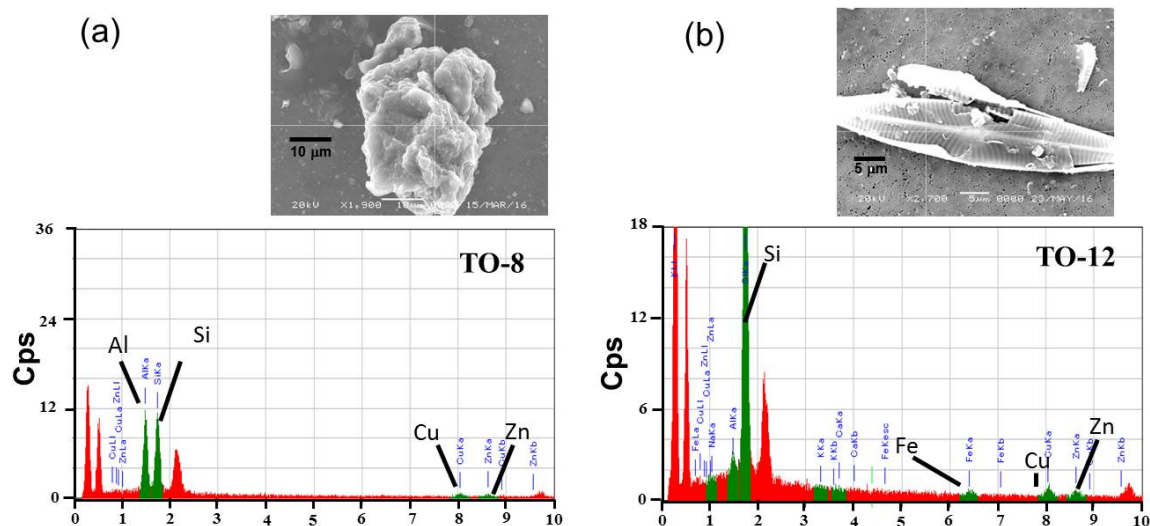 (a)
10 μm
20kV X1,900 10μm 0000 15/MAR/16
36
24
12
0
Cps
TO-8
Al
Si
CuLl
ZnLl
CuLa
ZnLa
AlKa
SiKa
Cu
Zn
CuKa
ZnKa
CuKb
ZnKb
0 1 2 3 4 5 6 7 8 9 10
(b)
5 μm
20kV X2,700 5μm 0000 23/MAY/16
18
12
6
0
Cps
TO-12
Si
FeLa
CuLl
ZnLl
CuLa
ZnLa
NaKa
AlKa
SiKa
KKa
KKb
CaKa
CaKb
FeKesc
Fe
FeKa
FeKb
Cu
CuKa
Zn
ZnKa
CuKb
ZnKb
0 1 2 3 4 5 6 7 8 9 10